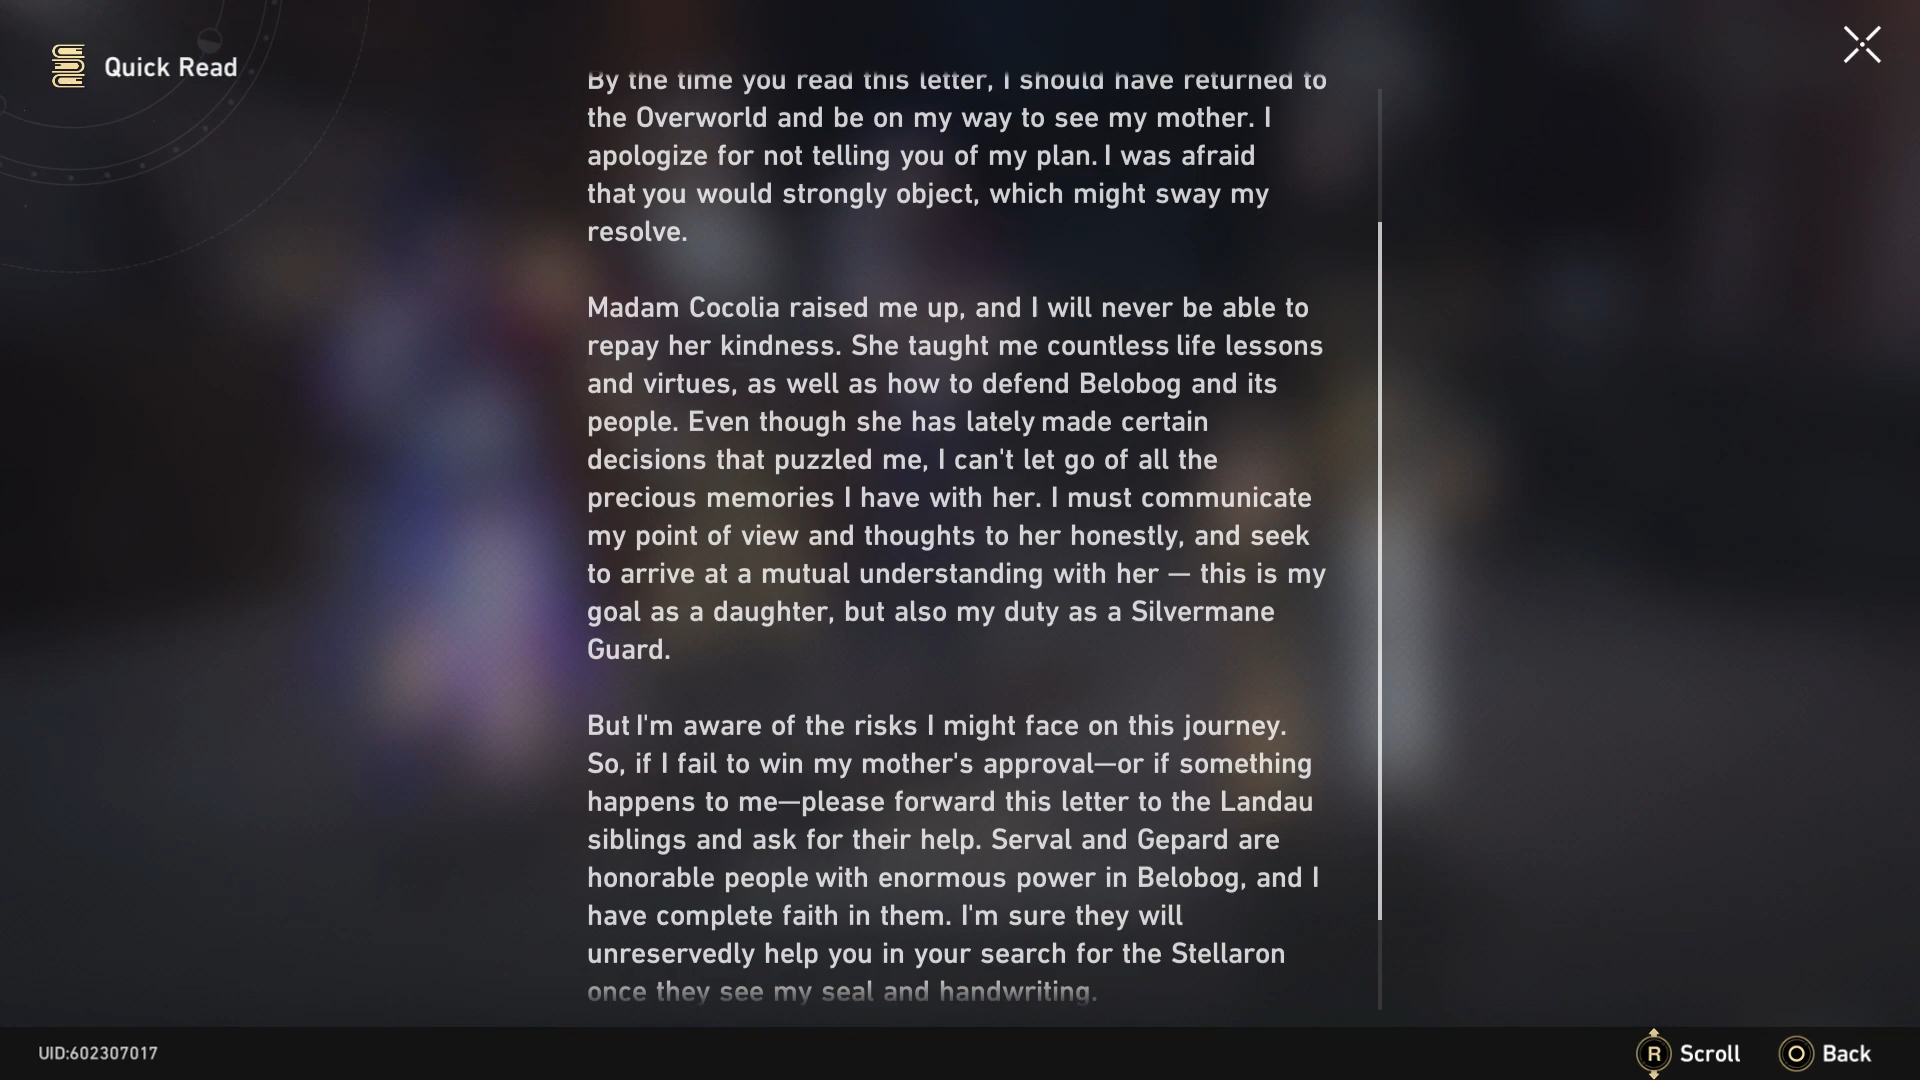 Quick Read
By the time you read this letter, I should have returned to
the Overworld and be on my way to see my mother. I
apologize for not telling you of my plan. I was afraid
that you would strongly object, which might sway my
resolve.
Madam Cocolia raised me up, and I will never be able to
repay her kindness. She taught me countless life lessons
and virtues, as well as how to defend Belobog and its
people. Even though she has lately made certain
decisions that puzzled me, I can't let go of all the
precious memories I have with her. I must communicate
my point of view and thoughts to her honestly, and seek
to arrive at a mutual understanding with her — this is my
goal as a daughter, but also my duty as a Silvermane
Guard.
But I'm aware of the risks I might face on this journey.
So, if I fail to win my mother's approval—or if something
happens to me—please forward this letter to the Landau
siblings and ask for their help. Serval and Gepard are
honorable people with enormous power in Belobog, and I
have complete faith in them. I'm sure they will
unreservedly help you in your search for the Stellaron
once they see my seal and handwriting.
UID:602307017
R Scroll
Back